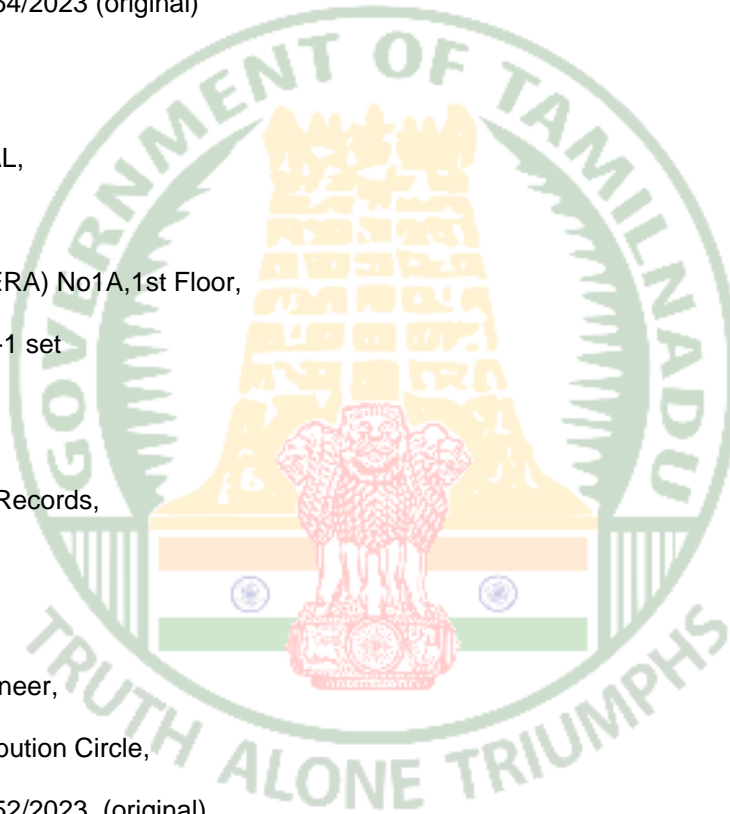 54/2023 (original)
GOVERNMENT OF TAMILNADU
AL,
ERA) No1A,1st Floor,
-1 set
Records,
neer,
bution Circle,
52/2023 (original)
TRUTH ALONE TRIUMPHS